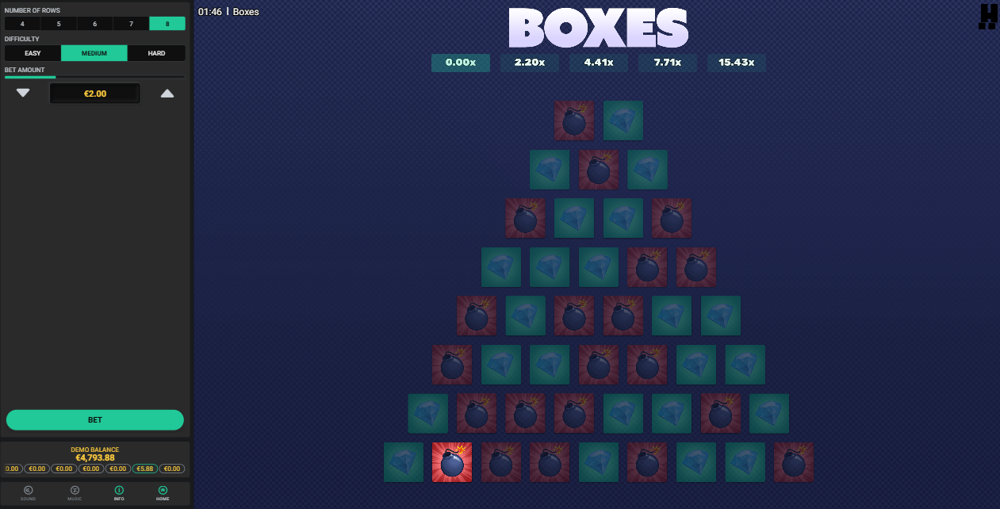 NUMBER OF ROWS
4 5 6 7 8
DIFFICULTY
EASY MEDIUM HARD
BET AMOUNT
€2.00
BET
DEMO BALANCE
€4,793.88
0.00 €0.00 €0.00 €0.00 €0.00 €5.88 €0.00
SOUND MUSIC INFO HOME
01:46 | Boxes
BOXES
0.00x 2.20x 4.41x 7.71x 15.43x
H